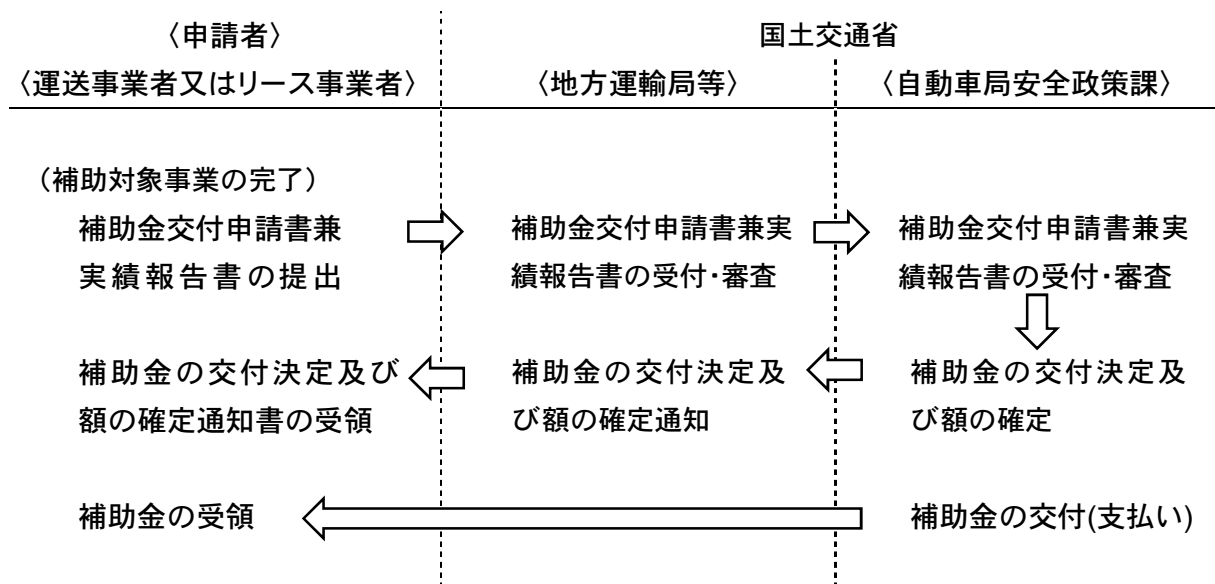 〈申請者〉
国土交通省
〈運送事業者又はリース事業者〉
〈地方運輸局等〉
〈自動車局安全政策課〉
（補助対象事業の完了）
補助金交付申請書兼
実績報告書の提出
補助金交付申請書兼実
績報告書の受付・審査
補助金交付申請書兼実
績報告書の受付・審査
補助金の交付決定及び
額の確定通知書の受領
補助金の交付決定及
び額の確定通知
補助金の交付決定及
び額の確定
補助金の受領
補助金の交付(支払い)